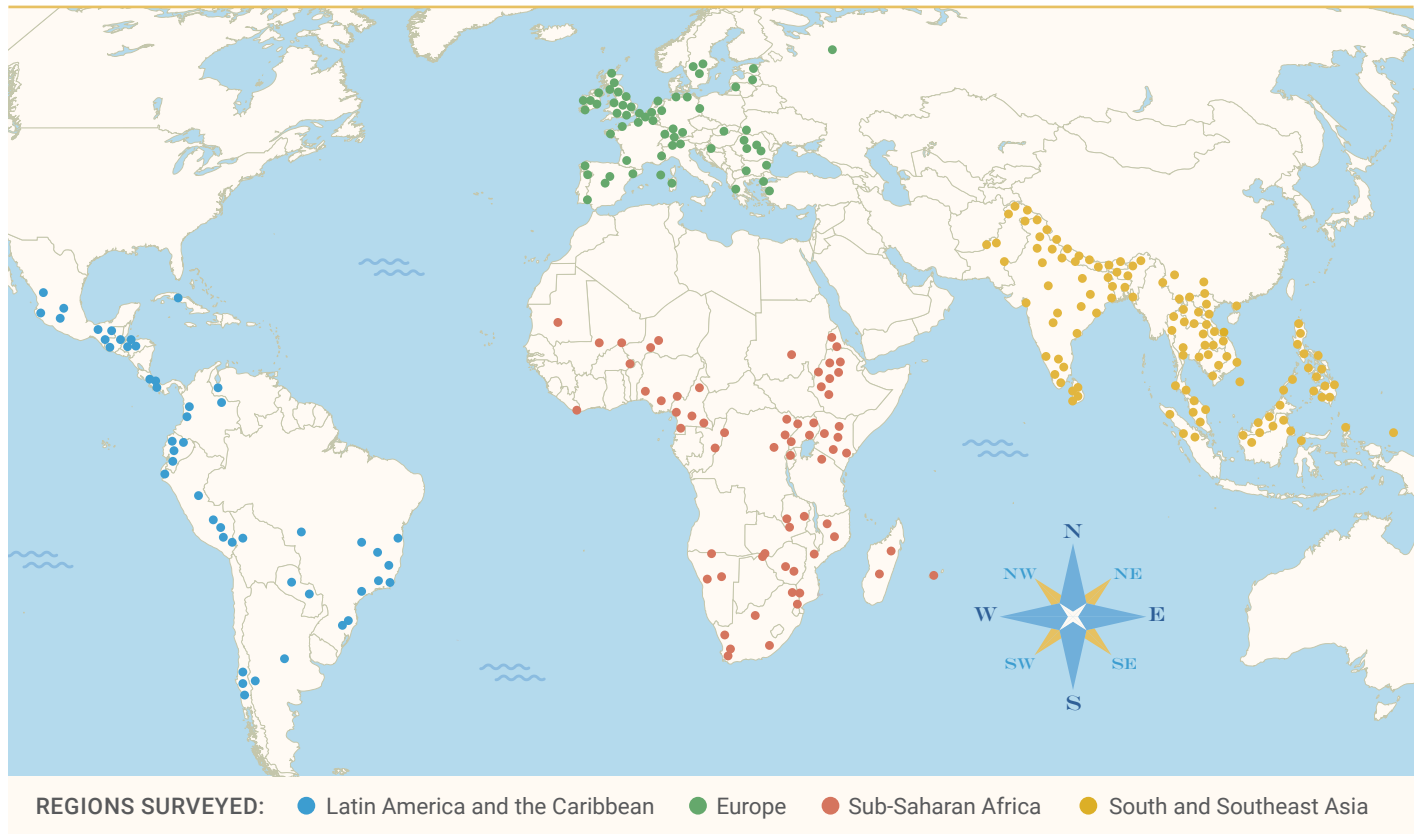 N
NW NE
W E
SW SE
S
REGIONS SURVEYED: Latin America and the Caribbean Europe Sub-Saharan Africa South and Southeast Asia